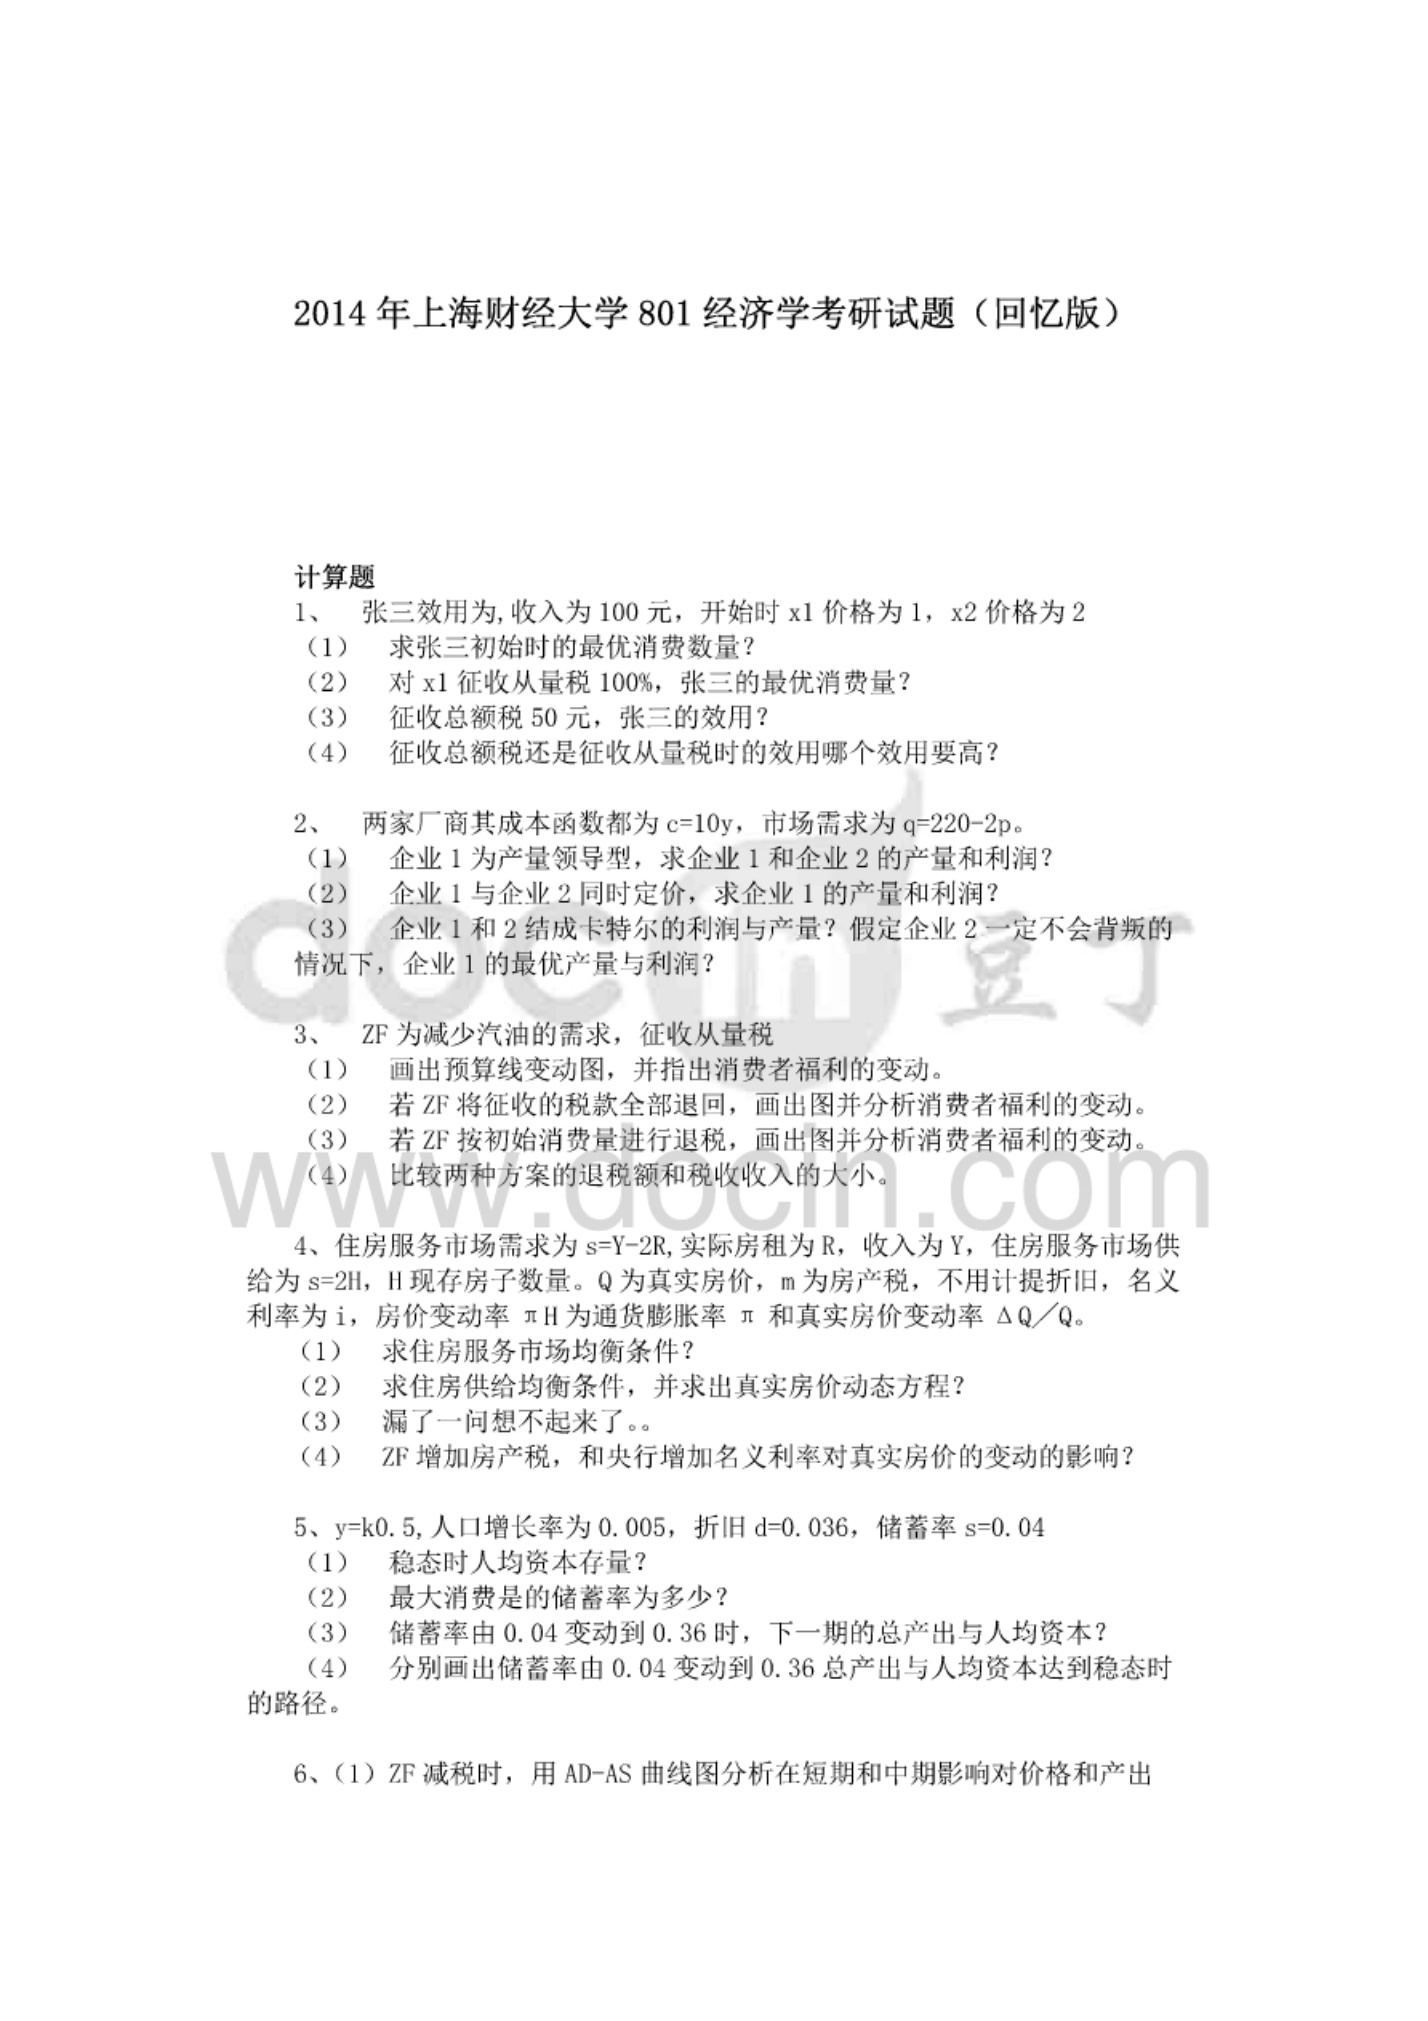 2014 年上海财经大学 801 经济学考研试题（回忆版）
计算题
1、 张三效用为,收入为 100 元，开始时 x1 价格为 1，x2 价格为 2
（1） 求张三初始时的最优消费数量？
（2） 对 x1 征收从量税 100%，张三的最优消费量？
（3） 征收总额税 50 元，张三的效用？
（4） 征收总额税还是征收从量税时的效用哪个效用要高？
2、 两家厂商其成本函数都为 c=10y，市场需求为 q=220-2p。
（1） 企业 1 为产量领导型，求企业 1 和企业 2 的产量和利润？
（2） 企业 1 与企业 2 同时定价，求企业 1 的产量和利润？
（3） 企业 1 和 2 结成卡特尔的利润与产量？假定企业 2 一定不会背叛的
情况下，企业 1 的最优产量与利润？
docin 豆丁
3、 ZF 为减少汽油的需求，征收从量税
（1） 画出预算线变动图，并指出消费者福利的变动。
（2） 若 ZF 将征收的税款全部退回，画出图并分析消费者福利的变动。
（3） 若 ZF 按初始消费量进行退税，画出图并分析消费者福利的变动。
（4） 比较两种方案的退税额和税收收入的大小。
www.docin.com
4、住房服务市场需求为 s=Y-2R,实际房租为 R，收入为 Y，住房服务市场供
给为 s=2H，H 现存房子数量。Q 为真实房价，m 为房产税，不用计提折旧，名义
利率为 i，房价变动率 πH 为通货膨胀率 π 和真实房价变动率 ΔQ／Q。
（1） 求住房服务市场均衡条件？
（2） 求住房供给均衡条件，并求出真实房价动态方程？
（3） 漏了一问想不起来了。。
（4） ZF 增加房产税，和央行增加名义利率对真实房价的变动的影响？
5、y=k0.5,人口增长率为 0.005，折旧 d=0.036，储蓄率 s=0.04
（1） 稳态时人均资本存量？
（2） 最大消费是的储蓄率为多少？
（3） 储蓄率由 0.04 变动到 0.36 时，下一期的总产出与人均资本？
（4） 分别画出储蓄率由 0.04 变动到 0.36 总产出与人均资本达到稳态时
的路径。
6、（1）ZF 减税时，用 AD-AS 曲线图分析在短期和中期影响对价格和产出